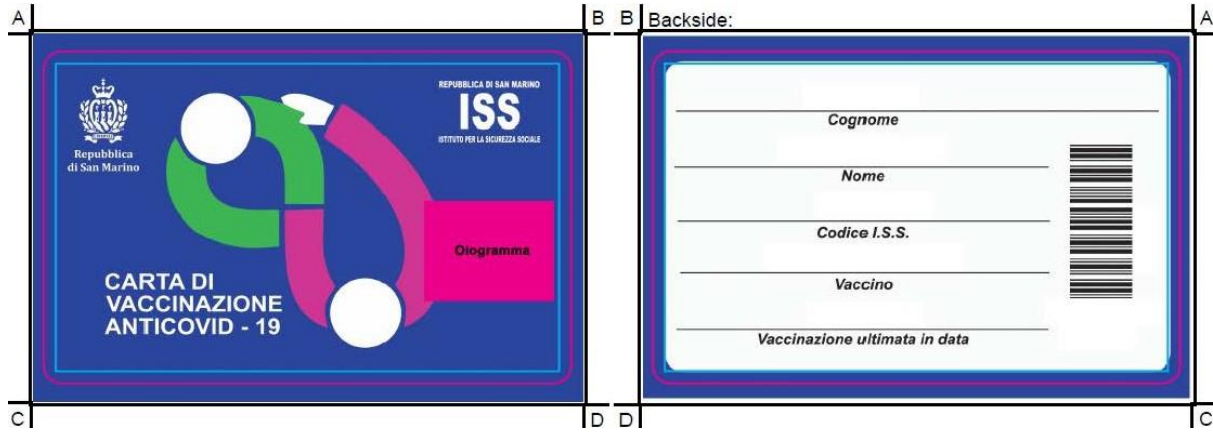 A
B
B
Backside:
A
REPUBBLICA DI SAN MARINO
ISS
ISTITUTO PER LA SICUREZZA SOCIALE
Repubblica
di San Marino
Ologramma
CARTA DI
VACCINAZIONE
ANTICOVID - 19
Cognome
Nome
Codice I.S.S.
Vaccino
Vaccinazione ultimata in data
C
D
D
C